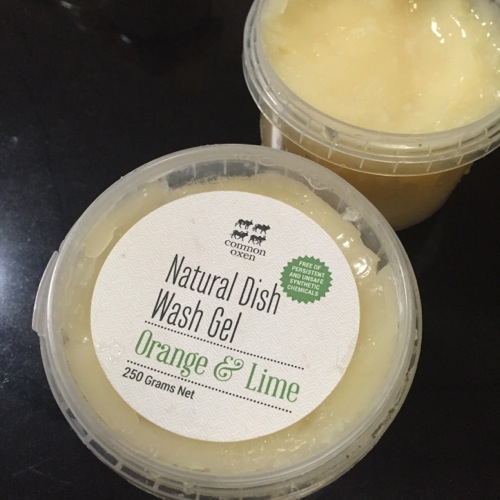 common
oxen
FREE OF
PERSISTENT
AND UNSAFE
SYNTHETIC
CHEMICALS
Natural Dish
Wash Gel
Orange & Lime
250 Grams Net